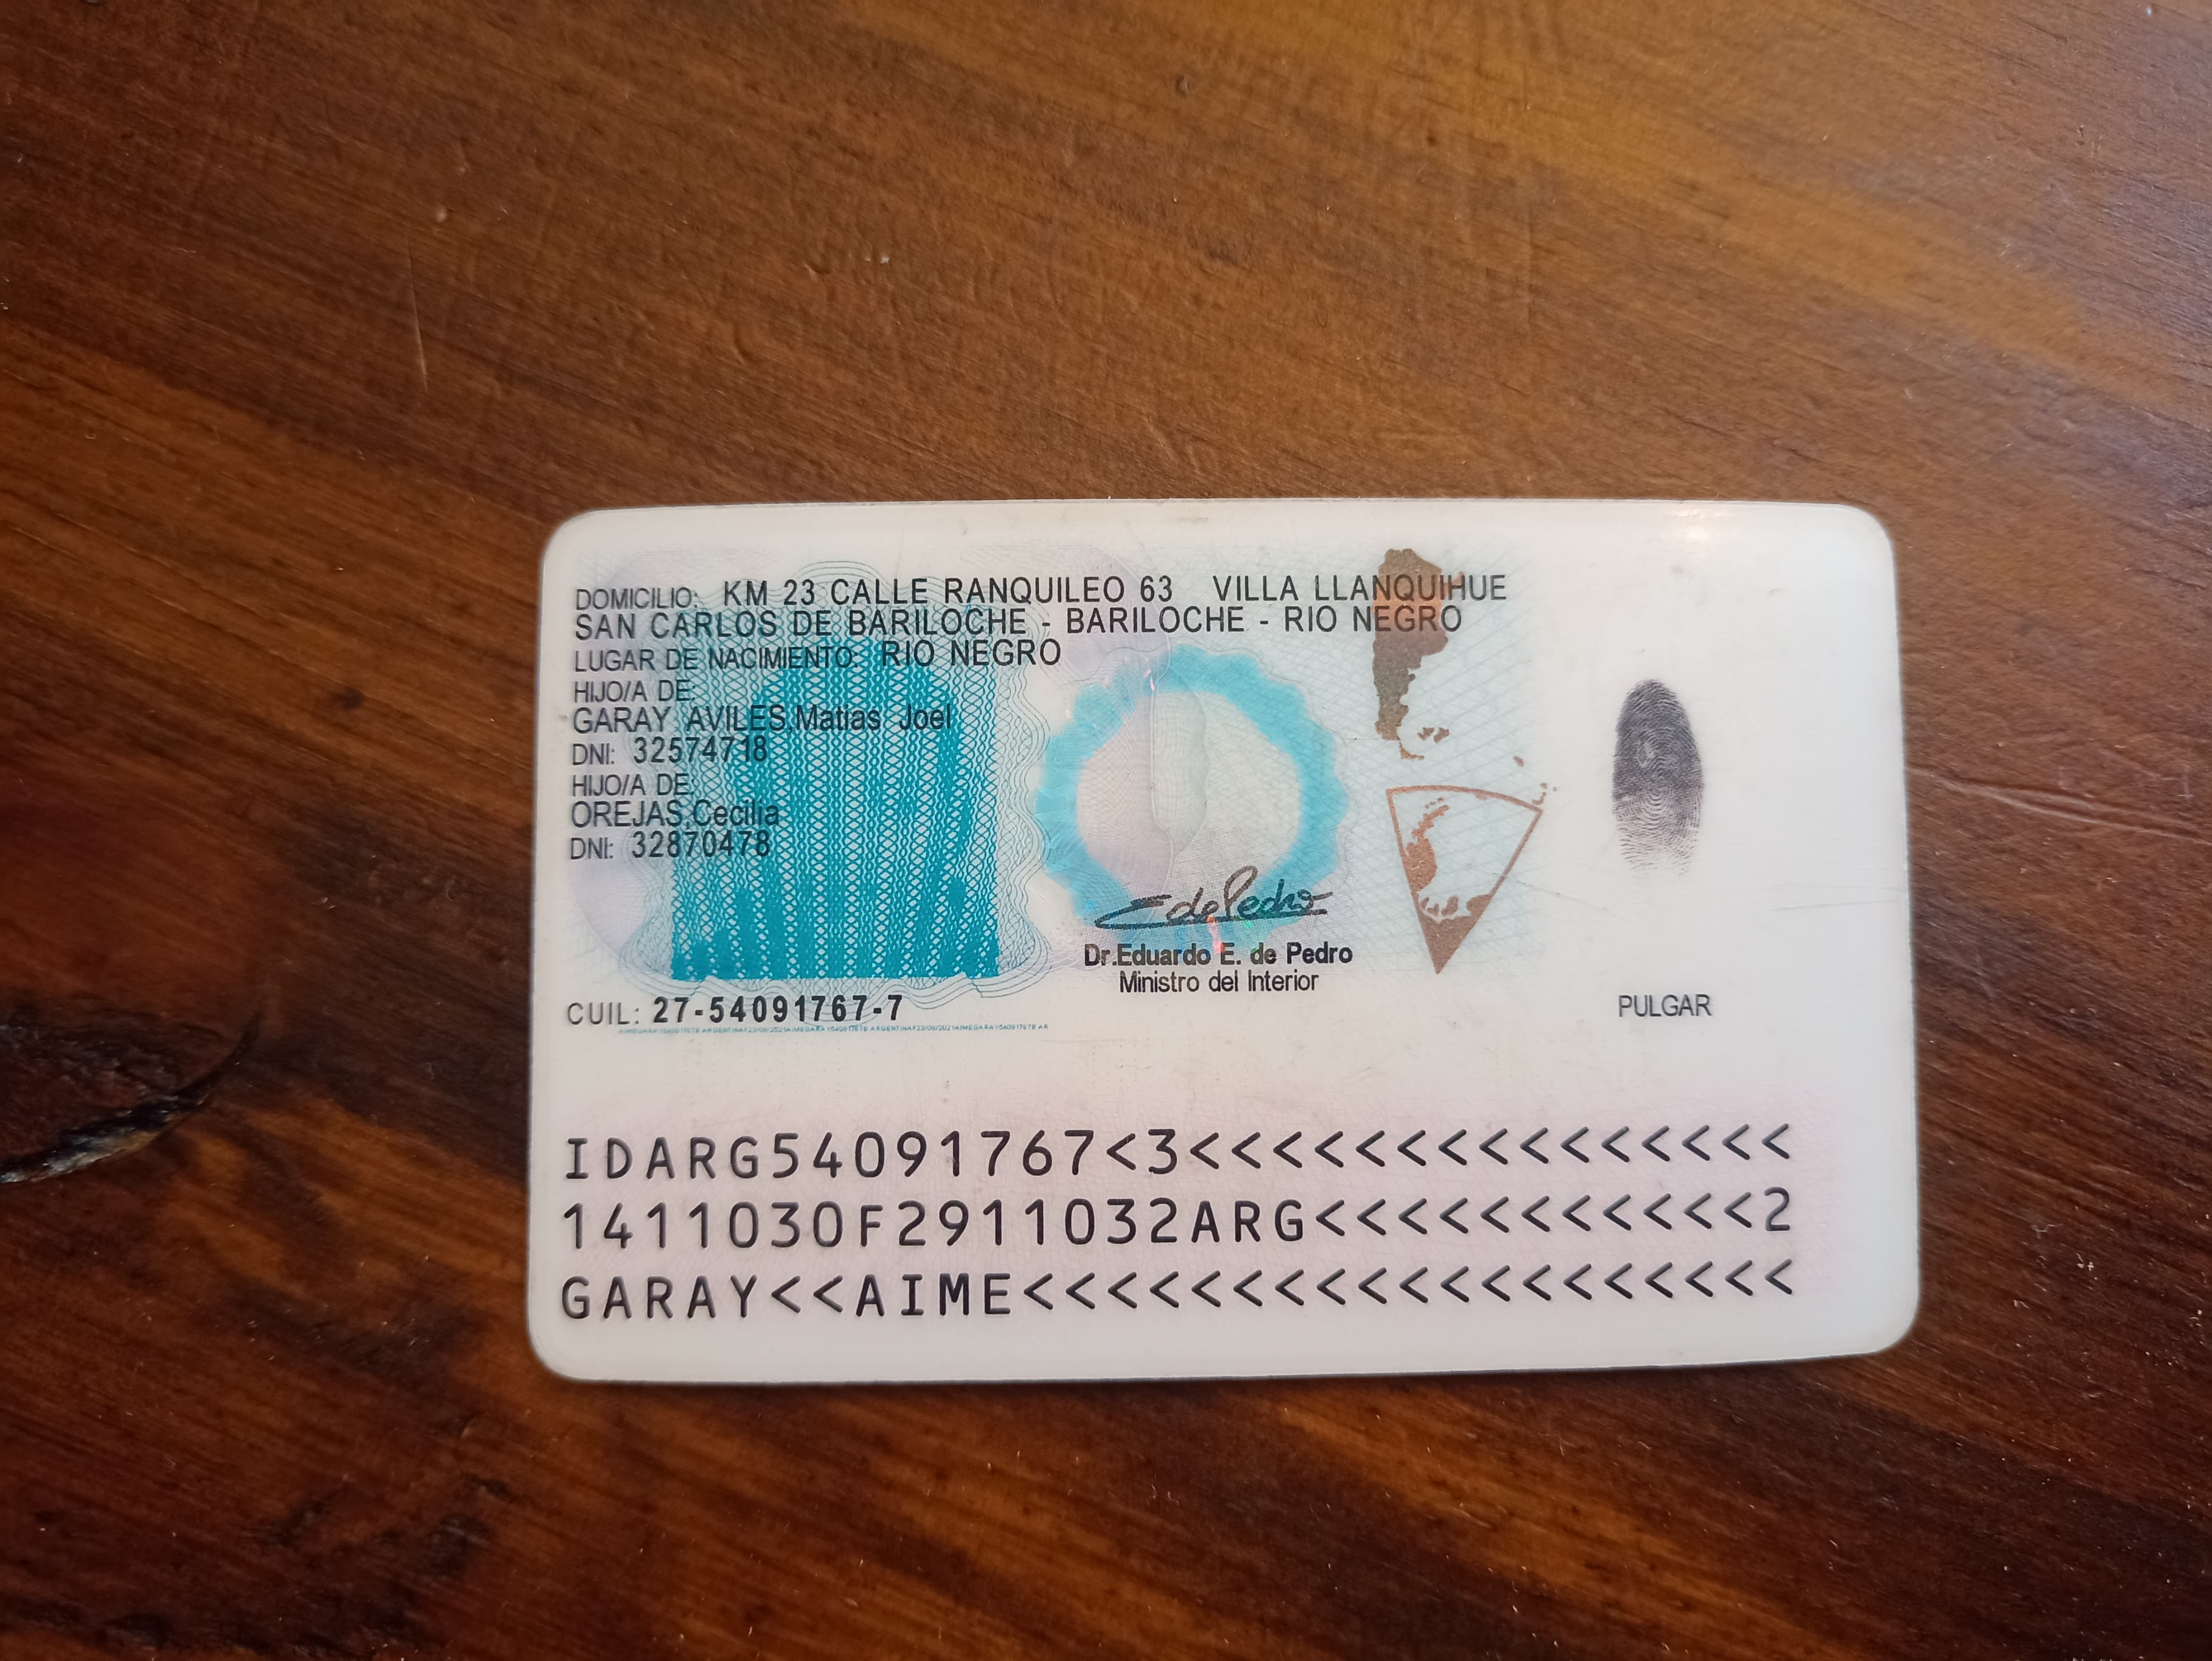 DOMICILIO: KM 23 CALLE RANQUILEO 63 VILLA LLANQUIHUE
SAN CARLOS DE BARILOCHE - BARILOCHE - RIO NEGRO
LUGAR DE NACIMIENTO: RIO NEGRO
HIJO/A DE:
GARAY AVILES,Matias Joel
DNI: 32574718
HIJO/A DE:
OREJAS,Cecilia
DNI: 32870478
E de Pedro
Dr.Eduardo E. de Pedro
Ministro del Interior
CUIL: 27-54091767-7
PULGAR
IDARG54091767<3<<<<<<<<<<<<<<<
1411030F2911032ARG<<<<<<<<<<<2
GARAY<<AIME<<<<<<<<<<<<<<<<<<<